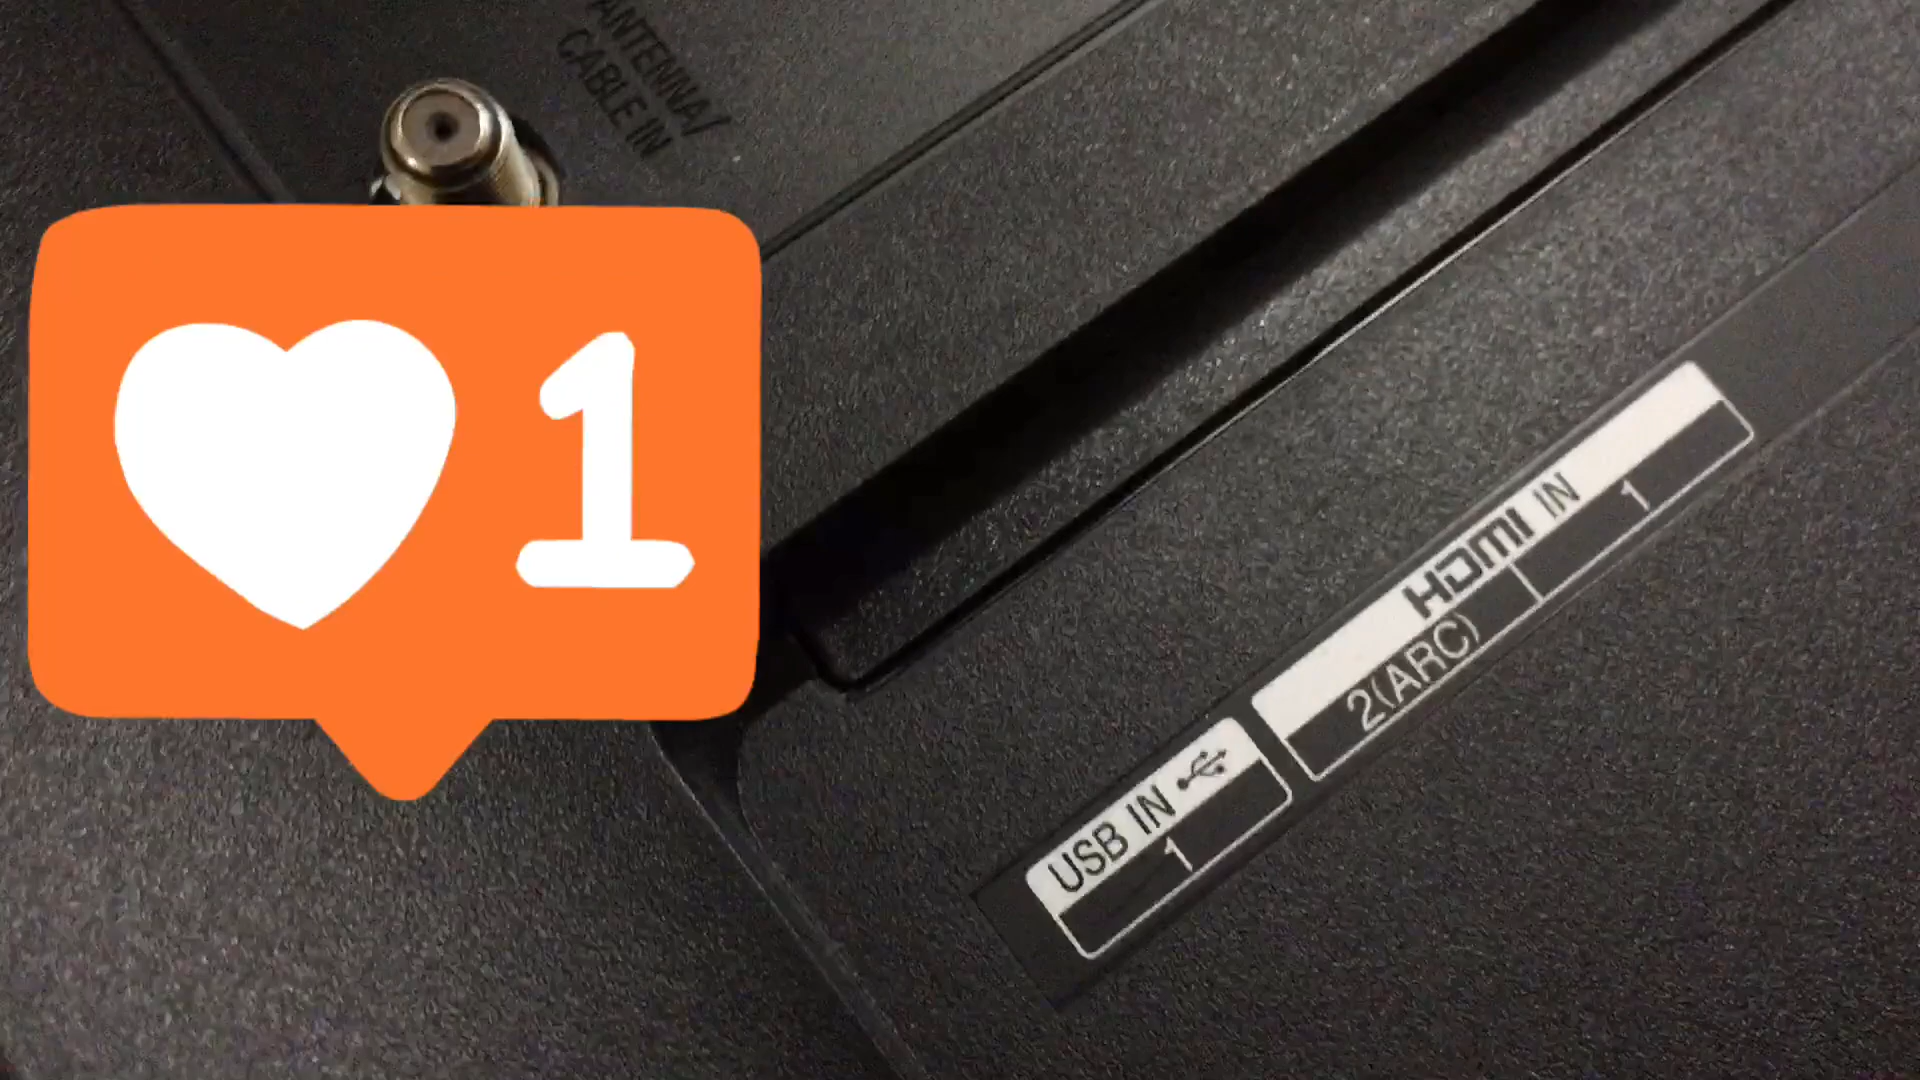 ANTENNA/
CABLE IN
1
HDMI IN
2(ARC) 1
USB IN
1